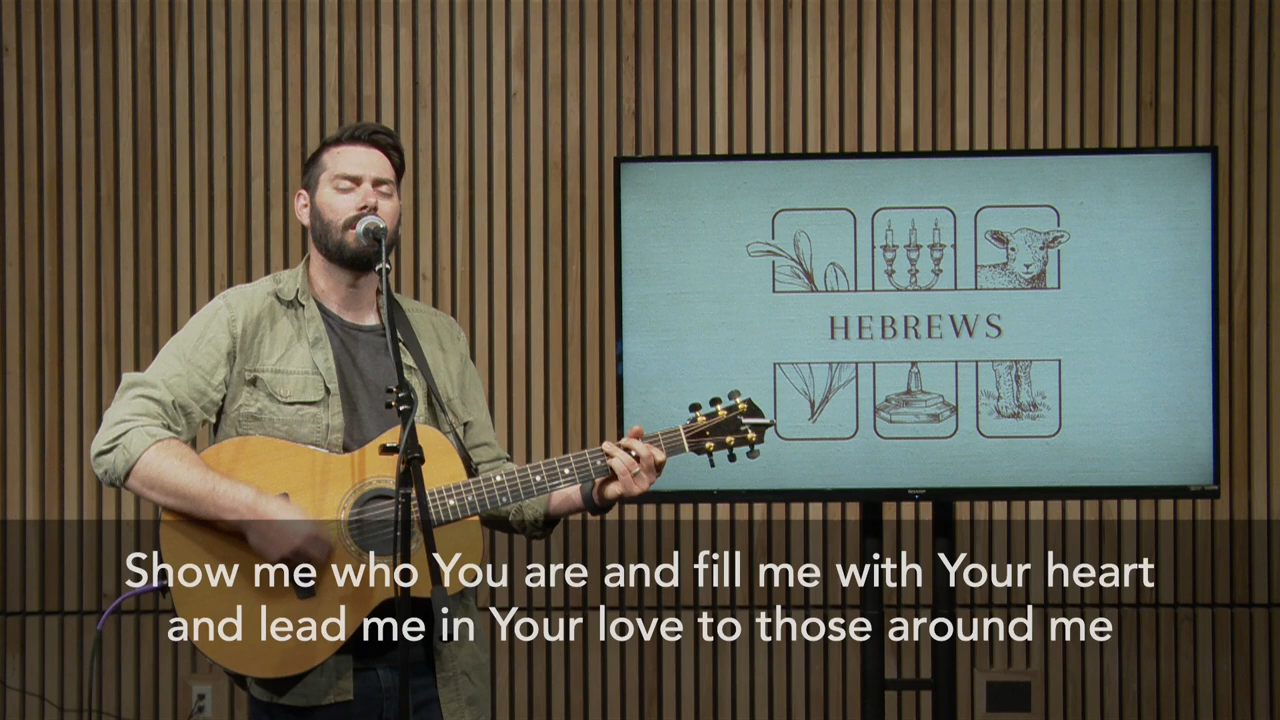 HEBREWS
SHARP
Show me who You are and fill me with Your heart
and lead me in Your love to those around me